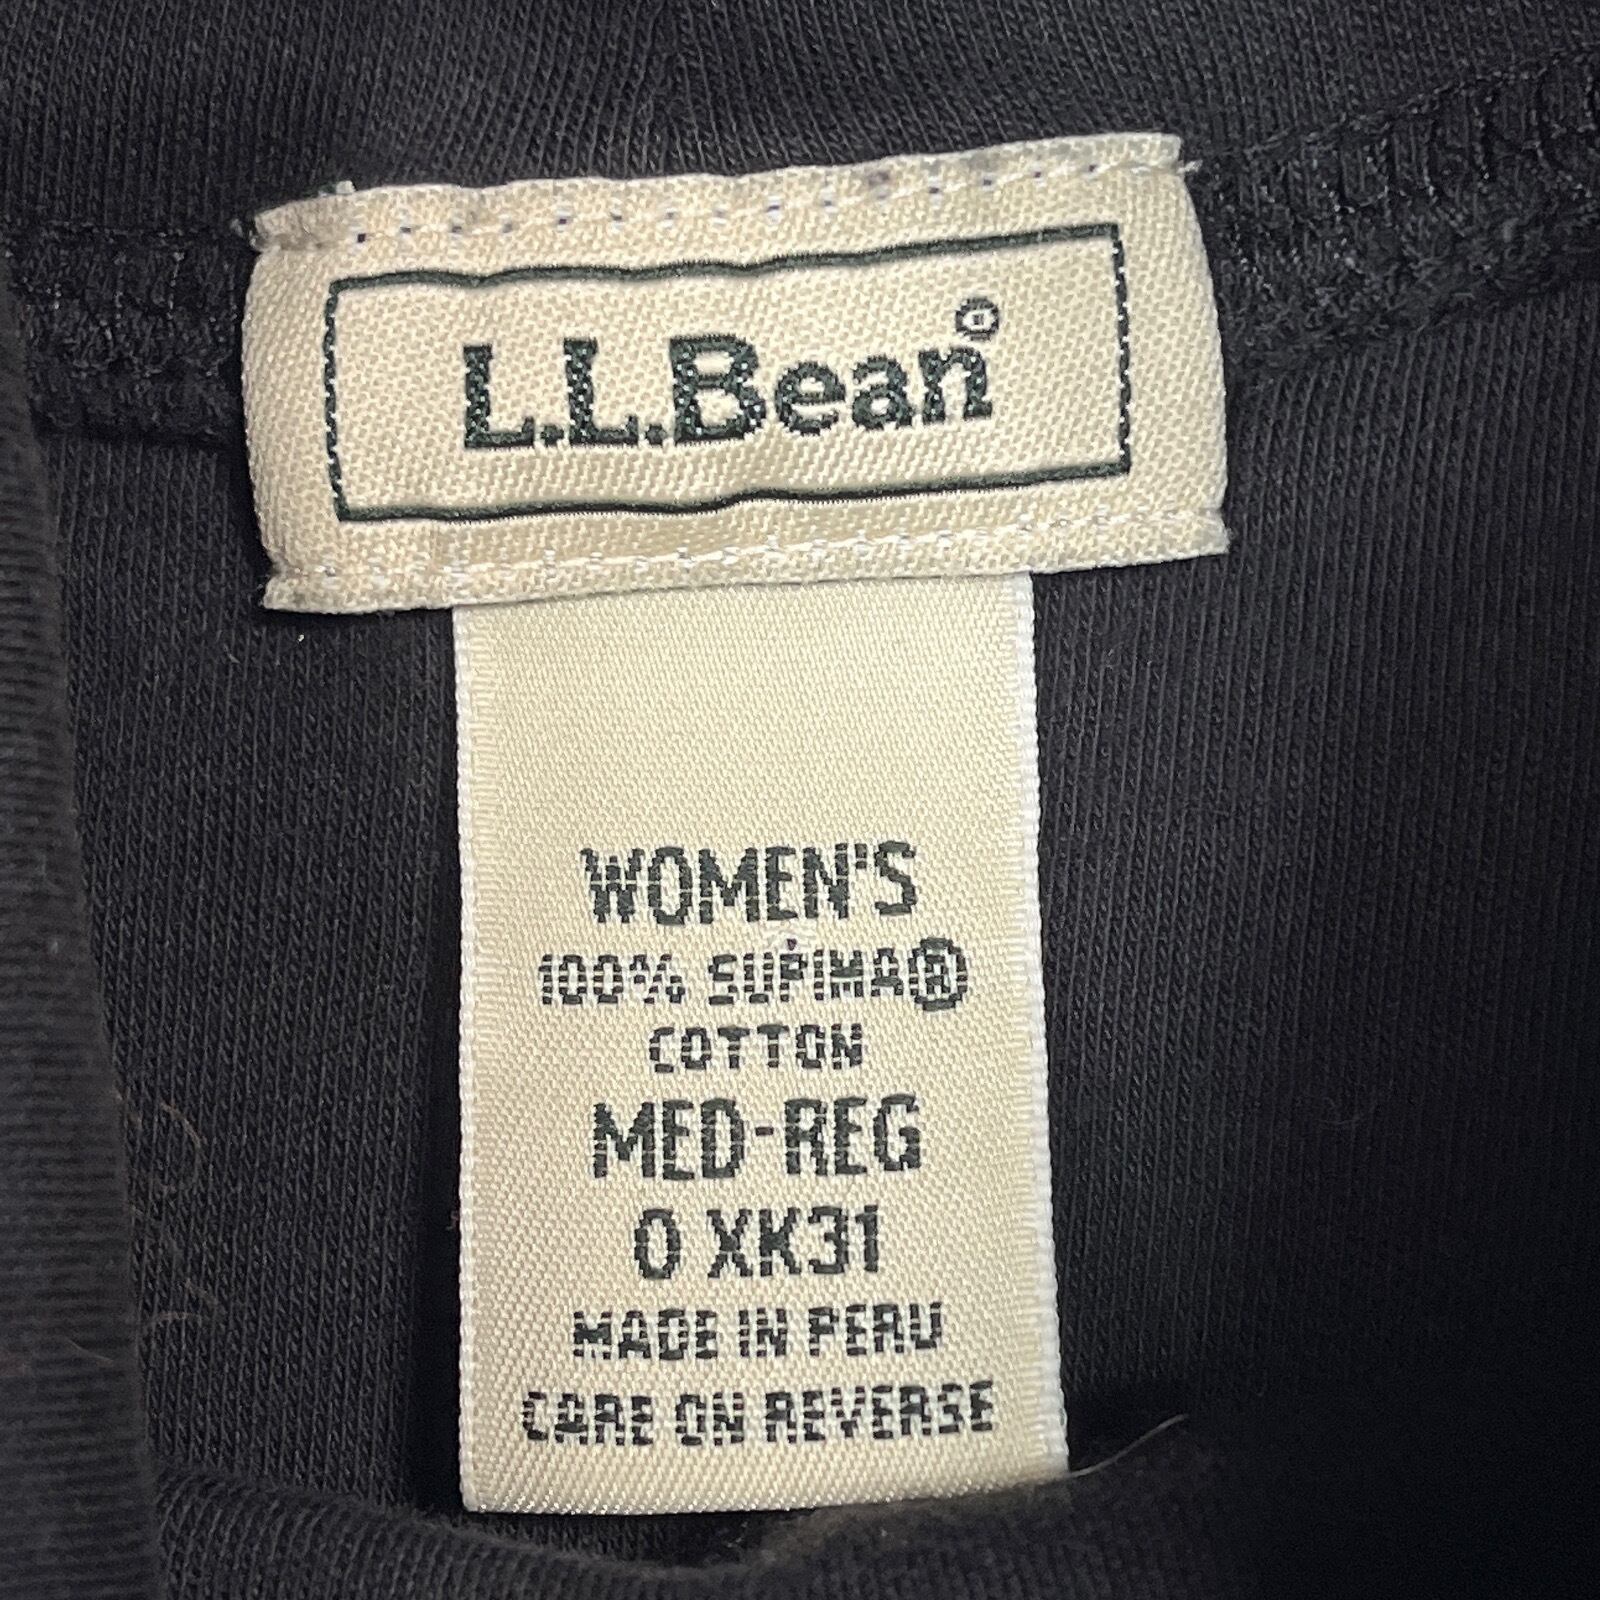 L.L.Bean®
WOMEN'S
100% SUPIMA®
COTTON
MED-REG
0 XK31
MADE IN PERU
CARE ON REVERSE